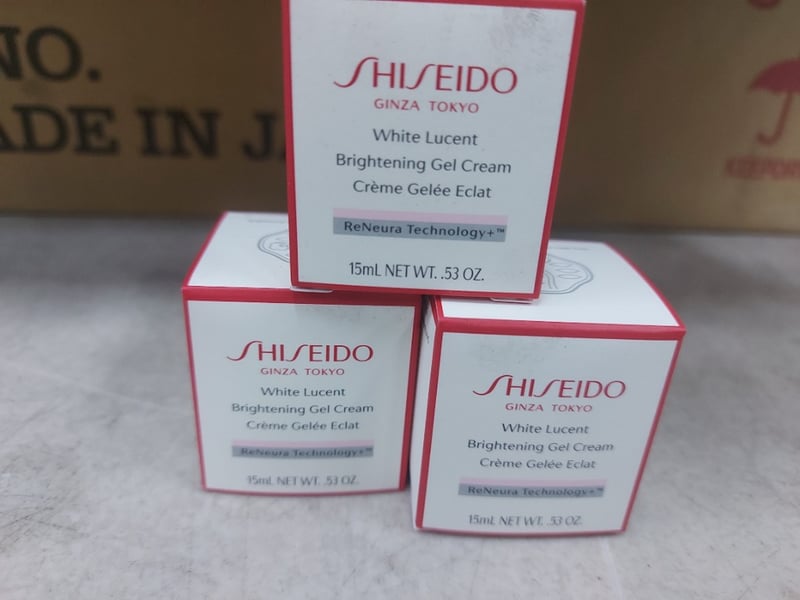 NO.
ADE IN JA
KEEP
SHISEIDO
GINZA TOKYO
White Lucent
Brightening Gel Cream
Crème Gelée Eclat
ReNeura Technology+™
15mL NET WT. .53 OZ.
SHISEIDO
GINZA TOKYO
White Lucent
Brightening Gel Cream
Crème Gelée Eclat
ReNeura Technology+™
15mL NET WT. .53 OZ.
SHISEIDO
GINZA TOKYO
White Lucent
Brightening Gel Cream
Crème Gelée Eclat
ReNeura Technology+™
15mL NET WT. .53 OZ.